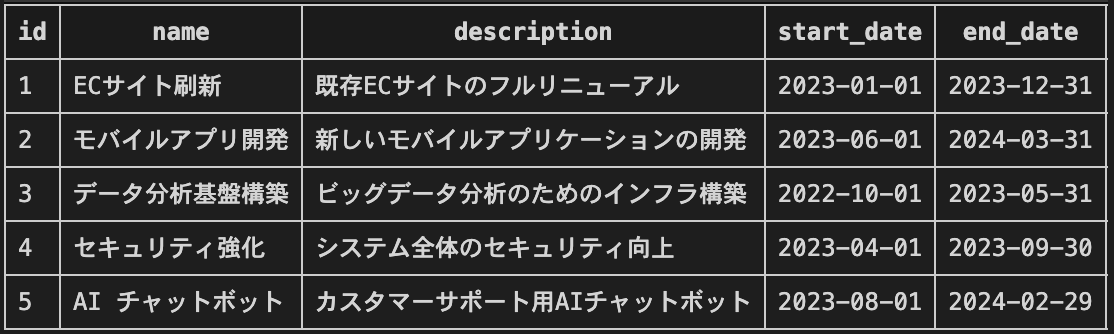 id name description start_date end_date
1 ECサイト刷新 既存ECサイトのフルリニューアル 2023-01-01 2023-12-31
2 モバイルアプリ開発 新しいモバイルアプリケーションの開発 2023-06-01 2024-03-31
3 データ分析基盤構築 ビッグデータ分析のためのインフラ構築 2022-10-01 2023-05-31
4 セキュリティ強化 システム全体のセキュリティ向上 2023-04-01 2023-09-30
5 AI チャットボット カスタマーサポート用AIチャットボット 2023-08-01 2024-02-29